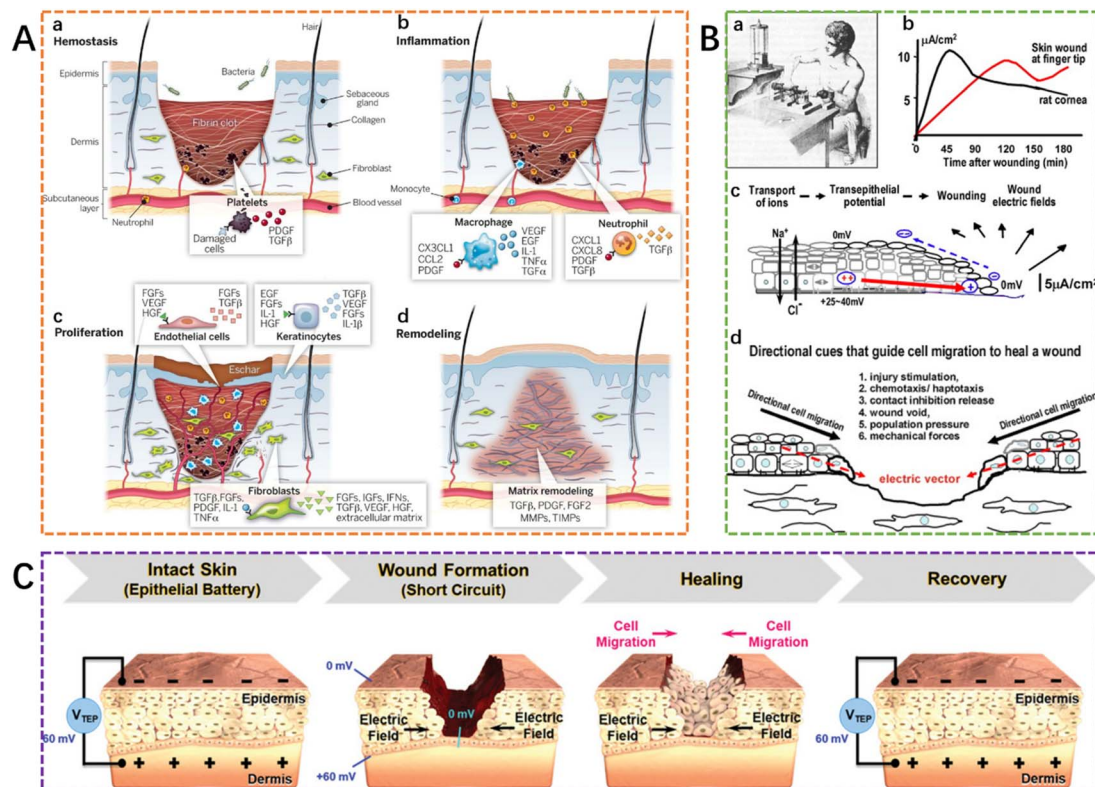 A
a
Hemostasis
Hair
Bacteria
Epidermis
Sebaceous
gland
Fibrin clot
Collagen
Dermis
Fibroblast
Subcutaneous
layer
Platelets
Blood vessel
Neutrophil
Damaged
cells
PDGF
TGFβ
b
Inflammation
Monocyte
Macrophage
CX3CL1
CCL2
PDGF
VEGF
EGF
IL-1
TNFα
TGFα
Neutrophil
CXCL1
CXCL8
PDGF
TGFβ
TGFβ
c
Proliferation
FGFs
VEGF
HGF
FGFs
TGFβ
Endothelial cells
EGF
FGFs
IL-1
HGF
TGFβ
VEGF
FGFs
IL-1β
Keratinocytes
Eschar
Fibroblasts
TGFβ,FGFs,
PDGF, IL-1
TNFα
FGFs, IGFs, IFNs,
TGFβ, VEGF, HGF,
extracellular matrix
d
Remodeling
Matrix remodeling
TGFβ, PDGF, FGF2
MMPs, TIMPs
B
a
b
μA/cm²
10
5
0
Skin wound
at finger tip
rat cornea
0 45 90 120 150 180
Time after wounding (min)
c
Transport
of ions
Transepithelial
potential
Wounding
Wound
electric fields
Na⁺
0mV
Cl⁻
+25~40mV
++
+
0mV
5μA/cm²
d
Directional cues that guide cell migration to heal a wound
1. injury stimulation,
2. chemotaxis/ haptotaxis
3. contact inhibition release
4. wound void,
5. population pressure
6. mechanical forces
Directional cell migration
Directional cell migration
electric vector
C
Intact Skin
(Epithelial Battery)
Wound Formation
(Short Circuit)
Healing
Recovery
V_TEP
60 mV
- - - - -
Epidermis
+ + + + +
Dermis
0 mV
0 mV
Electric
Field
Electric
Field
+60 mV
Cell
Migration
Cell
Migration
Electric
Field
Electric
Field
V_TEP
60 mV
- - - - -
Epidermis
+ + + + +
Dermis